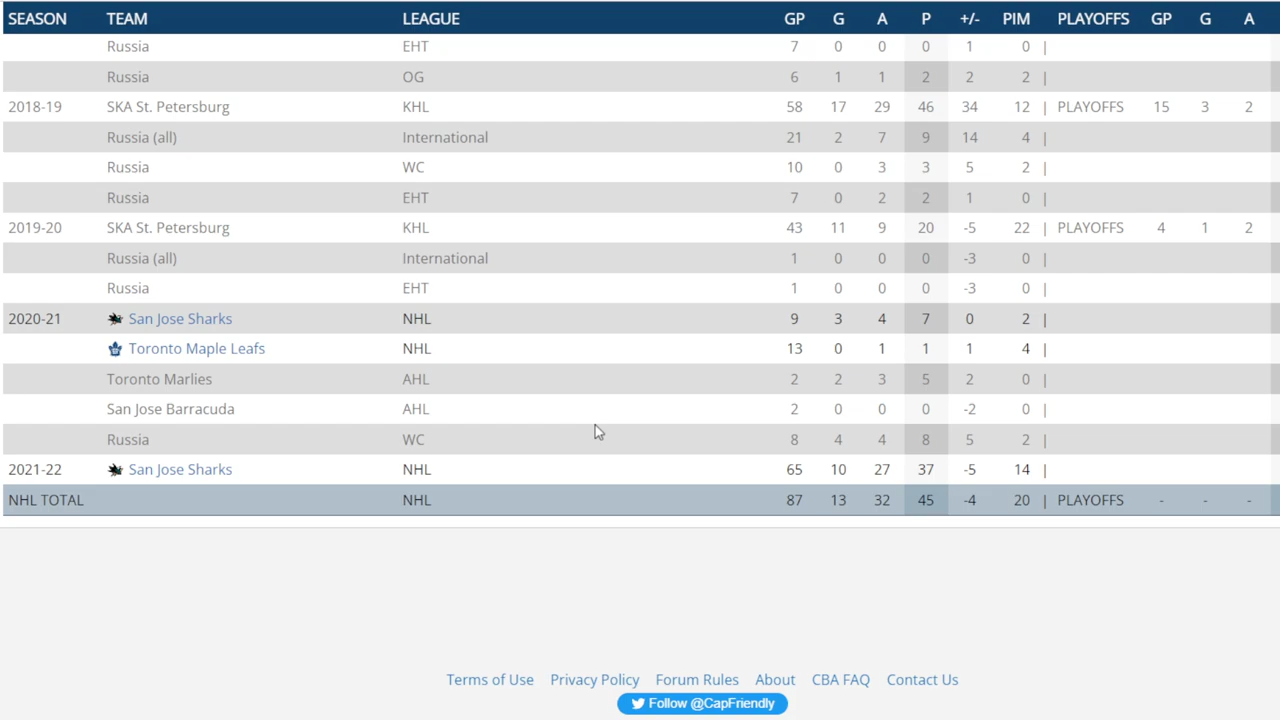 SEASON TEAM LEAGUE GP G A P +/- PIM PLAYOFFS GP G A
Russia EHT 7 0 0 0 1 0 |
Russia OG 6 1 1 2 2 2 |
2018-19 SKA St. Petersburg KHL 58 17 29 46 34 12 | PLAYOFFS 15 3 2
Russia (all) International 21 2 7 9 14 4 |
Russia WC 10 0 3 3 5 2 |
Russia EHT 7 0 2 2 1 0 |
2019-20 SKA St. Petersburg KHL 43 11 9 20 -5 22 | PLAYOFFS 4 1 2
Russia (all) International 1 0 0 0 -3 0 |
Russia EHT 1 0 0 0 -3 0 |
2020-21 San Jose Sharks NHL 9 3 4 7 0 2 |
Toronto Maple Leafs NHL 13 0 1 1 1 4 |
Toronto Marlies AHL 2 2 3 5 2 0 |
San Jose Barracuda AHL 2 0 0 0 -2 0 |
Russia WC 8 4 4 8 5 2 |
2021-22 San Jose Sharks NHL 65 10 27 37 -5 14 |
NHL TOTAL NHL 87 13 32 45 -4 20 | PLAYOFFS - - -
Terms of Use Privacy Policy Forum Rules About CBA FAQ Contact Us
Follow @CapFriendly